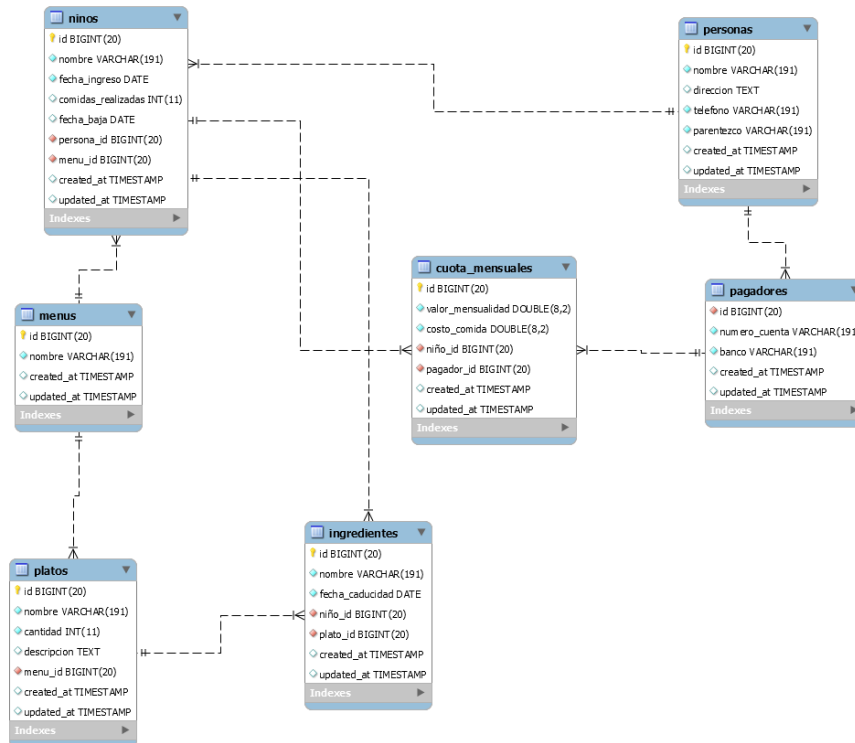 ninos
id BIGINT(20)
nombre VARCHAR(191)
fecha_ingreso DATE
comidas_realizadas INT(11)
fecha_baja DATE
persona_id BIGINT(20)
menu_id BIGINT(20)
created_at TIMESTAMP
updated_at TIMESTAMP
Indexes
personas
id BIGINT(20)
nombre VARCHAR(191)
direccion TEXT
telefono VARCHAR(191)
parentezco VARCHAR(191)
created_at TIMESTAMP
updated_at TIMESTAMP
Indexes
cuota_mensuales
id BIGINT(20)
valor_mensualidad DOUBLE(8,2)
costo_comida DOUBLE(8,2)
niño_id BIGINT(20)
pagador_id BIGINT(20)
created_at TIMESTAMP
updated_at TIMESTAMP
Indexes
pagadores
id BIGINT(20)
numero_cuenta VARCHAR(191
banco VARCHAR(191)
created_at TIMESTAMP
updated_at TIMESTAMP
Indexes
menus
id BIGINT(20)
nombre VARCHAR(191)
created_at TIMESTAMP
updated_at TIMESTAMP
Indexes
ingredientes
id BIGINT(20)
nombre VARCHAR(191)
fecha_caducidad DATE
niño_id BIGINT(20)
plato_id BIGINT(20)
created_at TIMESTAMP
updated_at TIMESTAMP
Indexes
platos
id BIGINT(20)
nombre VARCHAR(191)
cantidad INT(11)
descripcion TEXT
menu_id BIGINT(20)
created_at TIMESTAMP
updated_at TIMESTAMP
Indexes